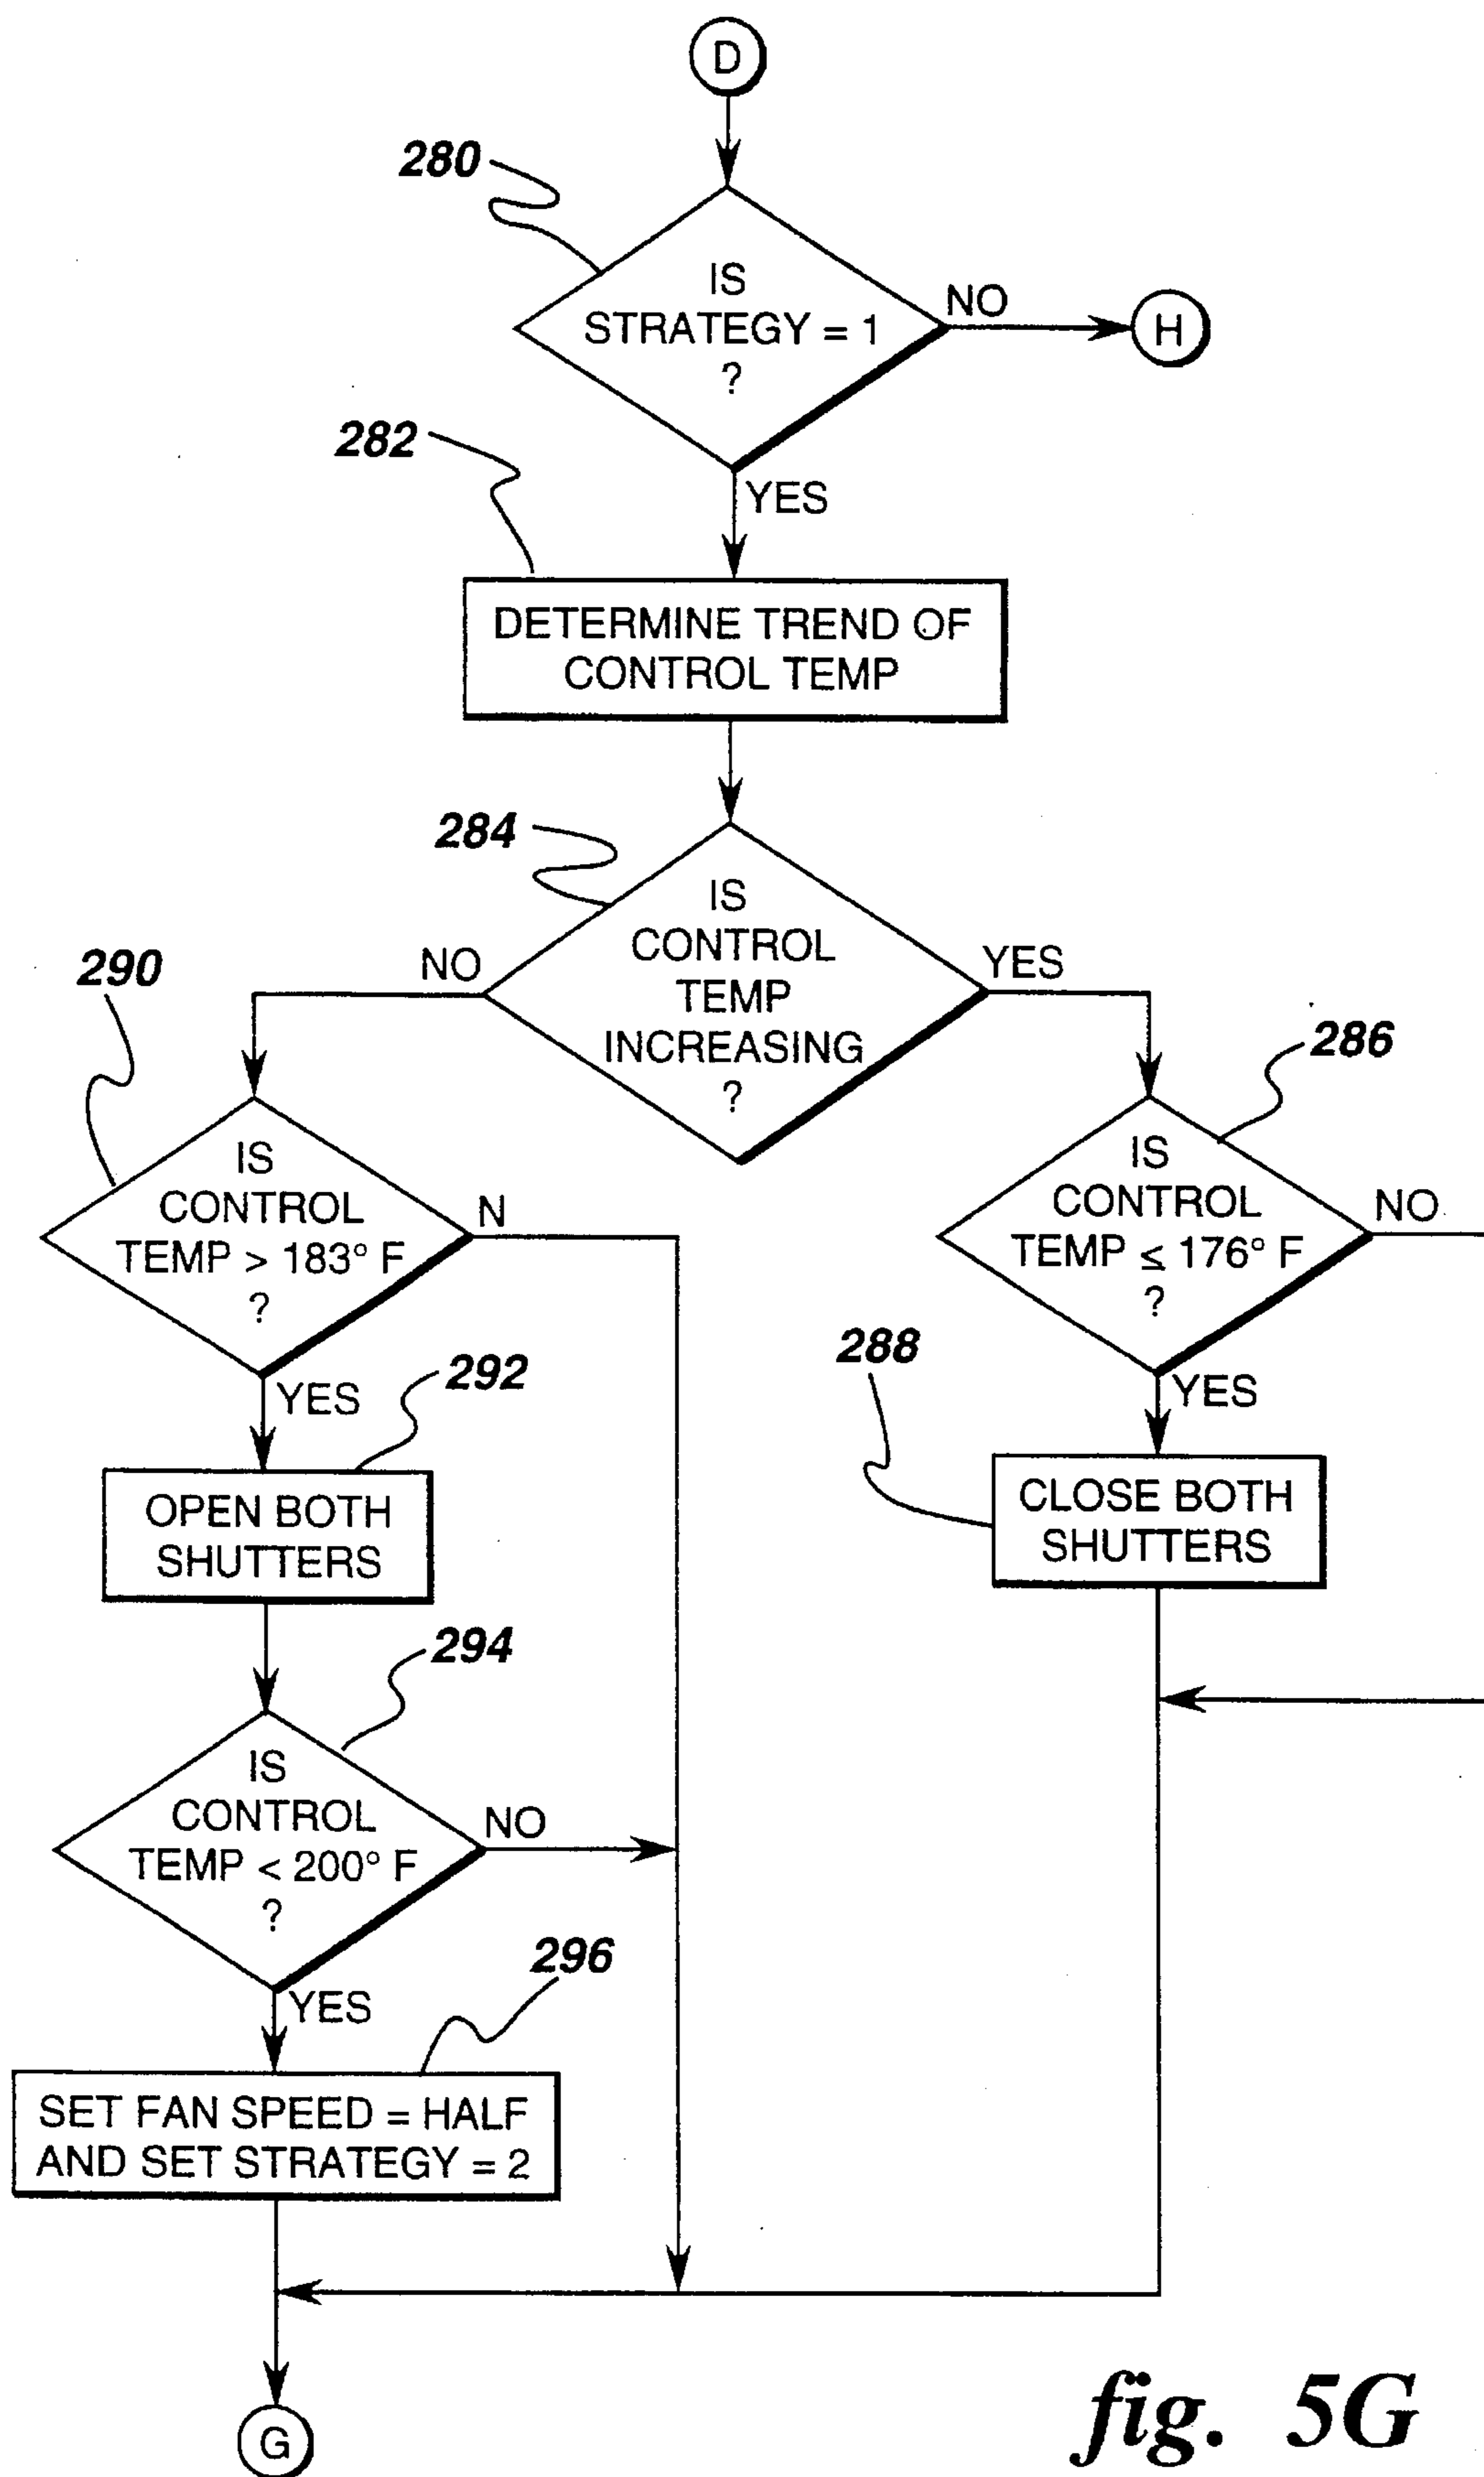 D
280
IS
STRATEGY = 1
?
NO
H
YES
282
DETERMINE TREND OF
CONTROL TEMP
284
IS
CONTROL
TEMP
INCREASING
?
NO
YES
290
IS
CONTROL
TEMP > 183° F
?
N
YES
286
IS
CONTROL
TEMP ≤ 176° F
?
NO
YES
292
OPEN BOTH
SHUTTERS
288
CLOSE BOTH
SHUTTERS
294
IS
CONTROL
TEMP < 200° F
?
NO
YES
296
SET FAN SPEED = HALF
AND SET STRATEGY = 2
G
fig. 5G